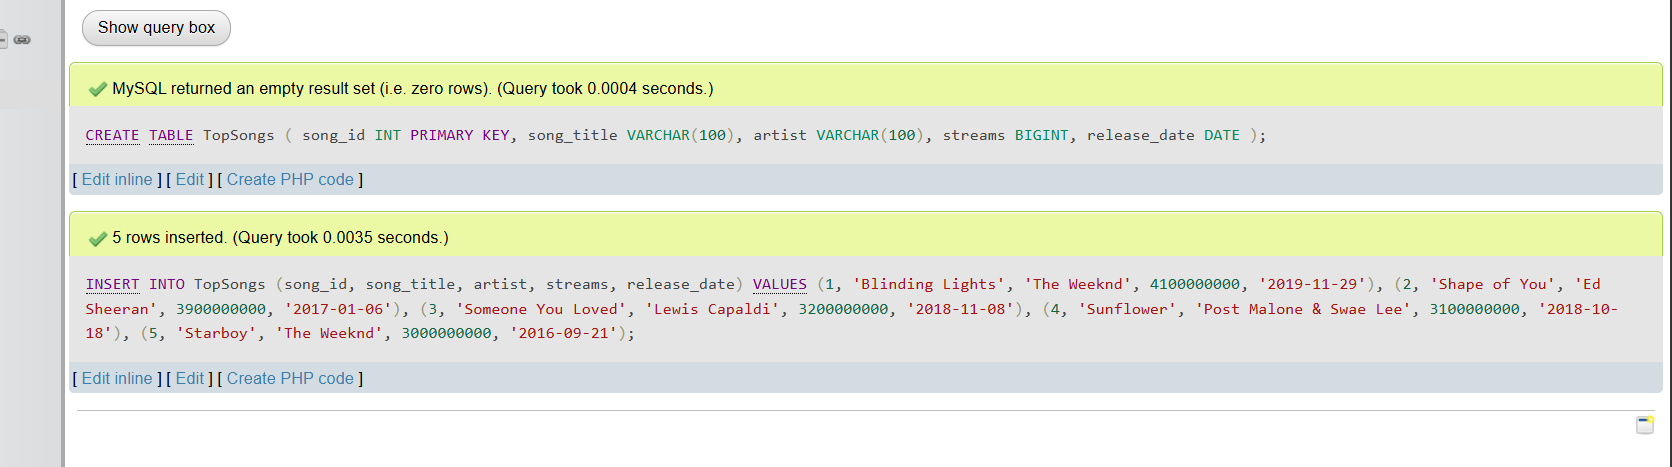 Show query box
MySQL returned an empty result set (i.e. zero rows). (Query took 0.0004 seconds.)
CREATE TABLE TopSongs ( song_id INT PRIMARY KEY, song_title VARCHAR(100), artist VARCHAR(100), streams BIGINT, release_date DATE );
[ Edit inline ] [ Edit ] [ Create PHP code ]
5 rows inserted. (Query took 0.0035 seconds.)
INSERT INTO TopSongs (song_id, song_title, artist, streams, release_date) VALUES (1, 'Blinding Lights', 'The Weeknd', 4100000000, '2019-11-29'), (2, 'Shape of You', 'Ed
Sheeran', 3900000000, '2017-01-06'), (3, 'Someone You Loved', 'Lewis Capaldi', 3200000000, '2018-11-08'), (4, 'Sunflower', 'Post Malone & Swae Lee', 3100000000, '2018-10-
18'), (5, 'Starboy', 'The Weeknd', 3000000000, '2016-09-21');
[ Edit inline ] [ Edit ] [ Create PHP code ]